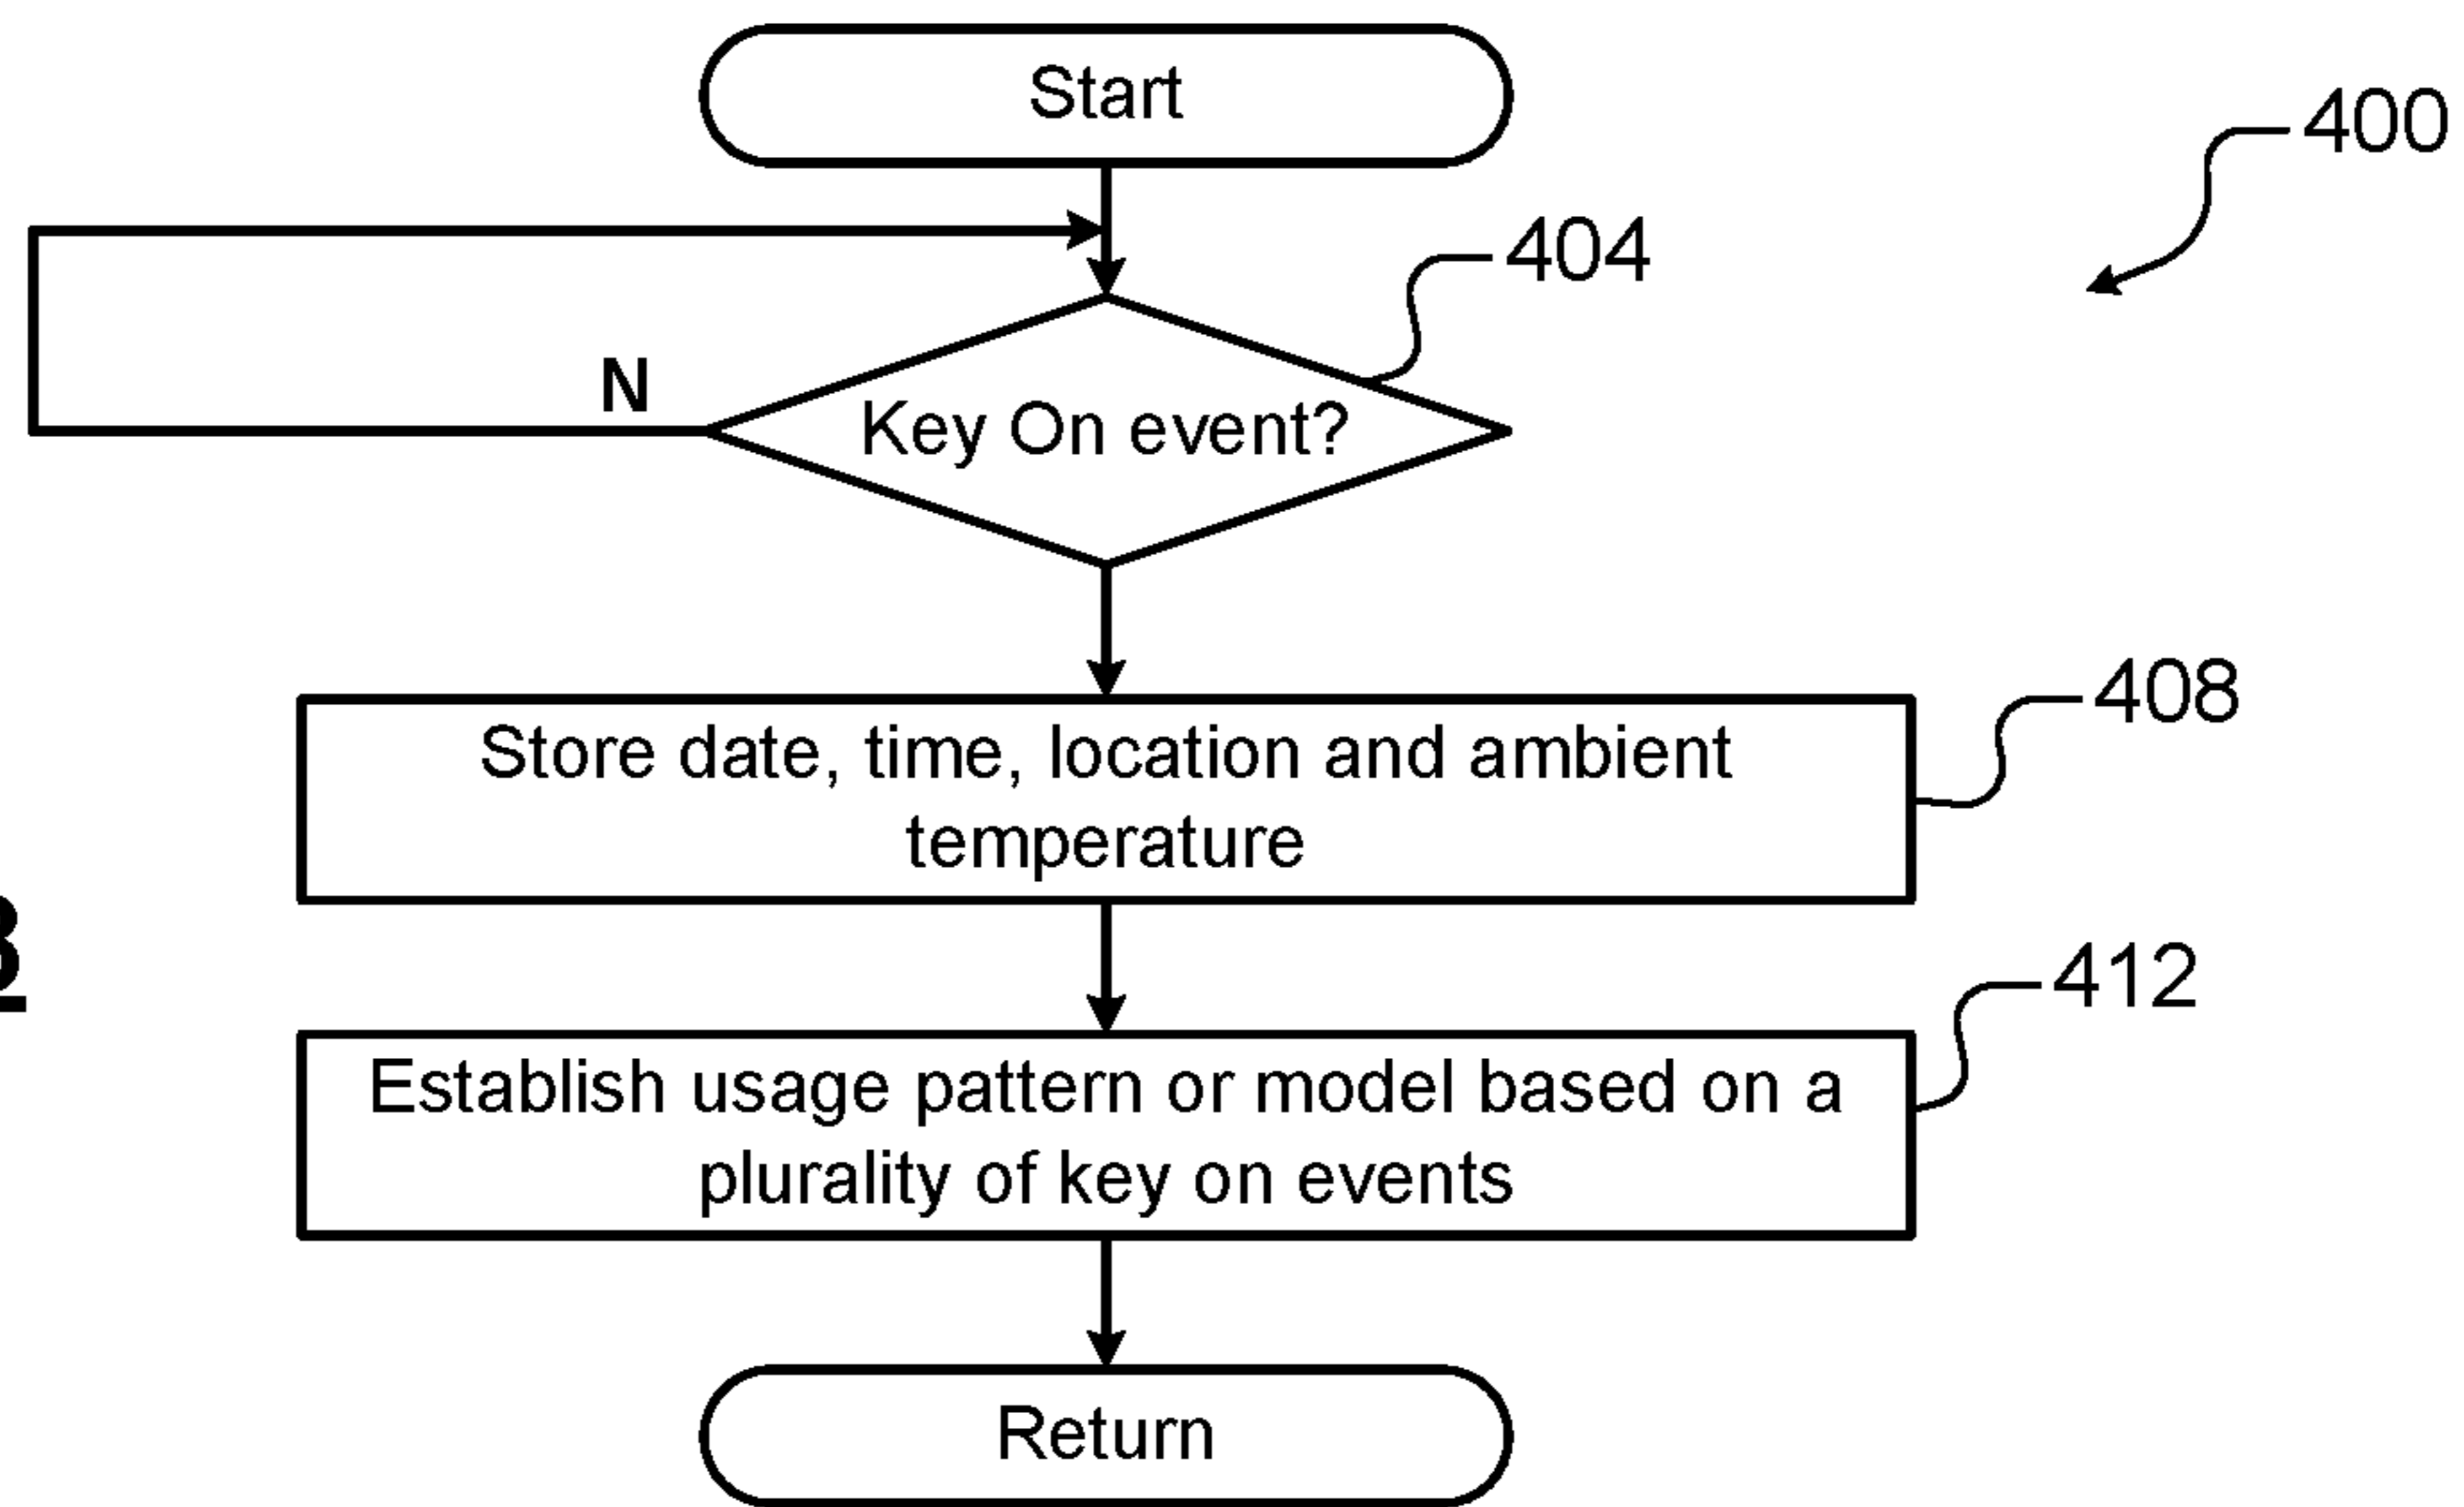 Start
400
404
N
Key On event?
408
Store date, time, location and ambient
temperature
412
Establish usage pattern or model based on a
plurality of key on events
Return